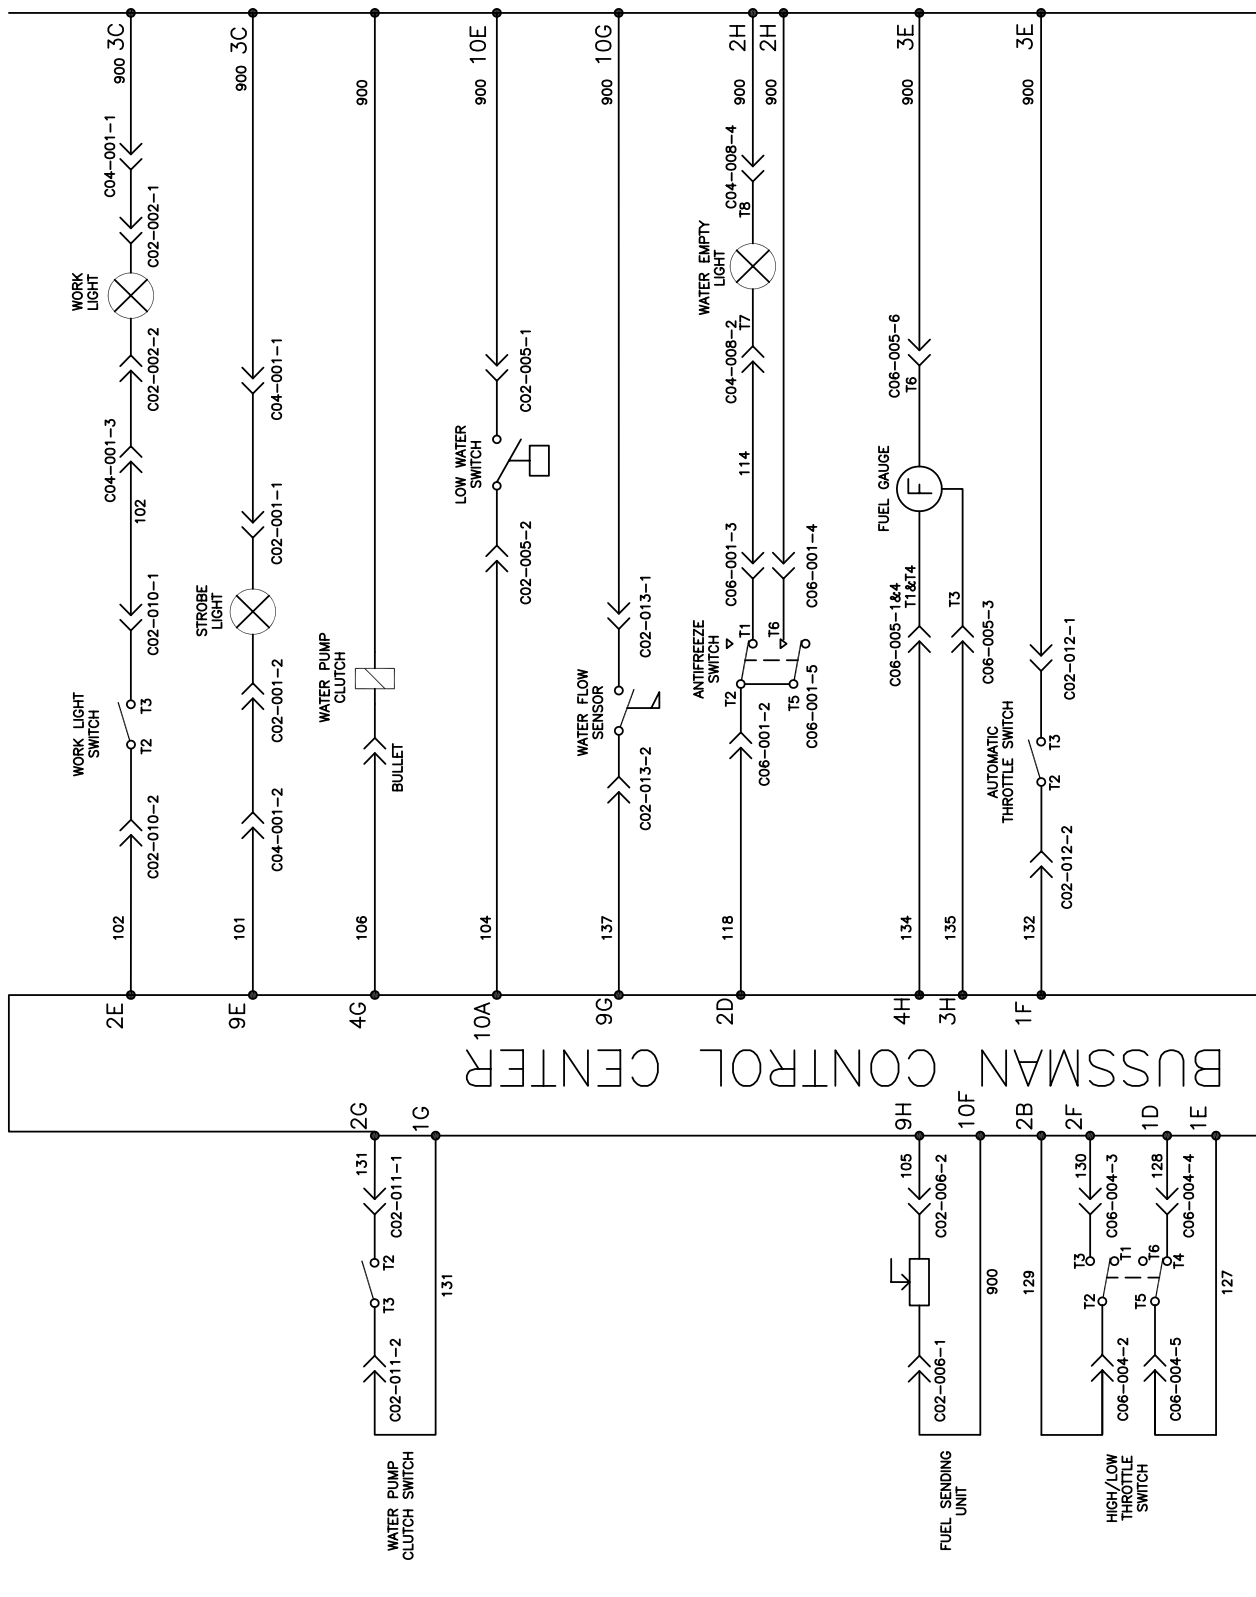 3C
900
C04-001-1
C02-002-1
WORK
LIGHT
C02-002-2
C04-001-3
102
C02-010-1
T3
WORK LIGHT
SWITCH
T2
C02-010-2
102
2E
3C
900
C04-001-1
C02-001-1
STROBE
LIGHT
C02-001-2
C04-001-2
101
9E
900
WATER PUMP
CLUTCH
BULLET
106
4G
10E
900
C02-005-1
LOW WATER
SWITCH
C02-005-2
104
10A
10G
900
C02-013-1
WATER FLOW
SENSOR
C02-013-2
137
9G
2H
2H
900
900
C04-008-4
T8
WATER EMPTY
LIGHT
T7
C04-008-2
114
C06-001-3
C06-001-4
T1
T6
ANTIFREEZE
SWITCH
T2
T5
C06-001-5
C06-001-2
118
2D
3E
900
C06-005-6
T6
FUEL GAUGE
F
C06-005-1&4
T1&T4
T3
C06-005-3
134
135
4H
3H
3E
900
C02-012-1
T3
AUTOMATIC
THROTTLE SWITCH
T2
C02-012-2
132
1F
BUSSMAN CONTROL CENTER
2G
1G
131
C02-011-1
T2
T3
C02-011-2
131
WATER PUMP
CLUTCH SWITCH
9H
10F
105
C02-006-2
C02-006-1
900
FUEL SENDING
UNIT
2B
2F
1D
1E
130
C06-004-3
128
C06-004-4
129
T3
T1
T2
T6
T4
T5
127
C06-004-2
C06-004-5
HIGH/LOW
THROTTLE
SWITCH